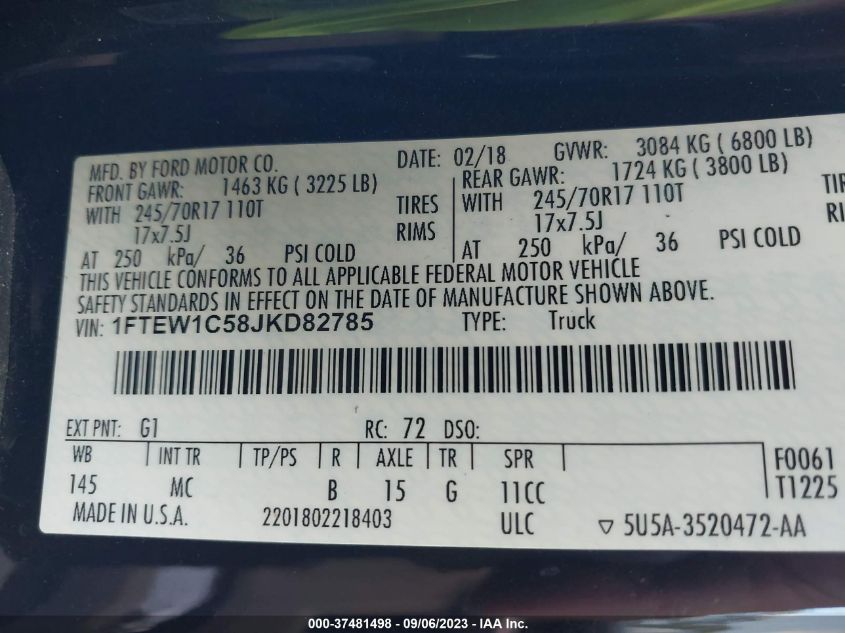 MFD. BY FORD MOTOR CO. DATE: 02/18 GVWR: 3084 KG ( 6800 LB)
FRONT GAWR: 1463 KG ( 3225 LB) REAR GAWR: 1724 KG ( 3800 LB)
WITH 245/70R17 110T TIRES WITH 245/70R17 110T TIR
17x7.5J RIMS 17x7.5J RI
AT 250 kPa/ 36 PSI COLD AT 250 kPa/ 36 PSI COLD
THIS VEHICLE CONFORMS TO ALL APPLICABLE FEDERAL MOTOR VEHICLE
SAFETY STANDARDS IN EFFECT ON THE DATE OF MANUFACTURE SHOWN ABOVE.
VIN: 1FTEW1C58JKD82785 TYPE: Truck
EXT PNT: G1 RC: 72 DSO:
WB INT TR TP/PS R AXLE TR SPR F0061
145 MC B 15 G 11CC T1225
MADE IN U.S.A. 2201802218403 ULC ▽ 5U5A-3520472-AA
000-37481498 - 09/06/2023 - IAA Inc.